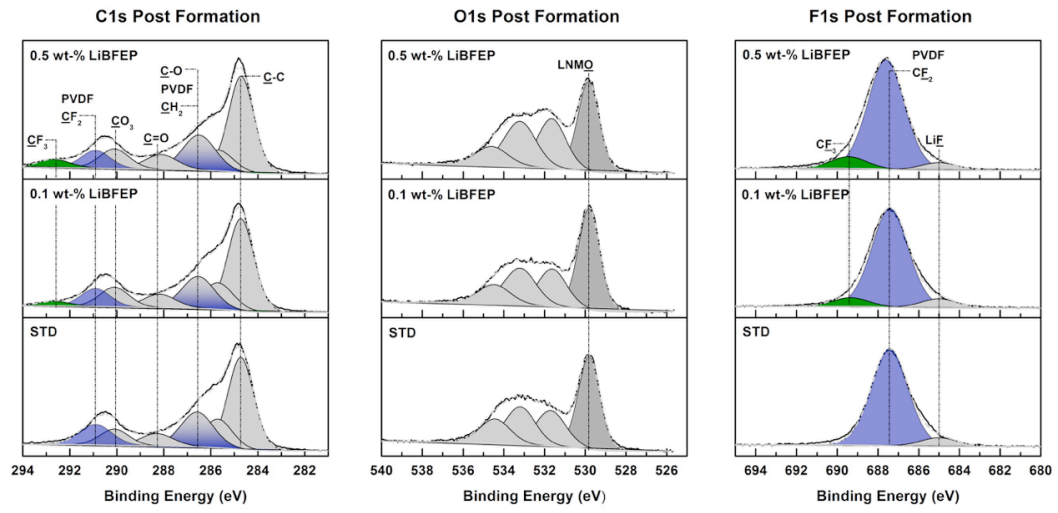 C1s Post Formation
0.5 wt-% LiBFEP
C-O
PVDF
CH2
C-C
PVDF
CF2
CO3
C=O
CF3
0.1 wt-% LiBFEP
STD
294 292 290 288 286 284 282
Binding Energy (eV)
O1s Post Formation
0.5 wt-% LiBFEP
LNMO
0.1 wt-% LiBFEP
STD
540 538 536 534 532 530 528 526
Binding Energy (eV)
F1s Post Formation
0.5 wt-% LiBFEP
PVDF
CF2
CF3
LiF
0.1 wt-% LiBFEP
STD
694 692 690 688 686 684 682 680
Binding Energy (eV)